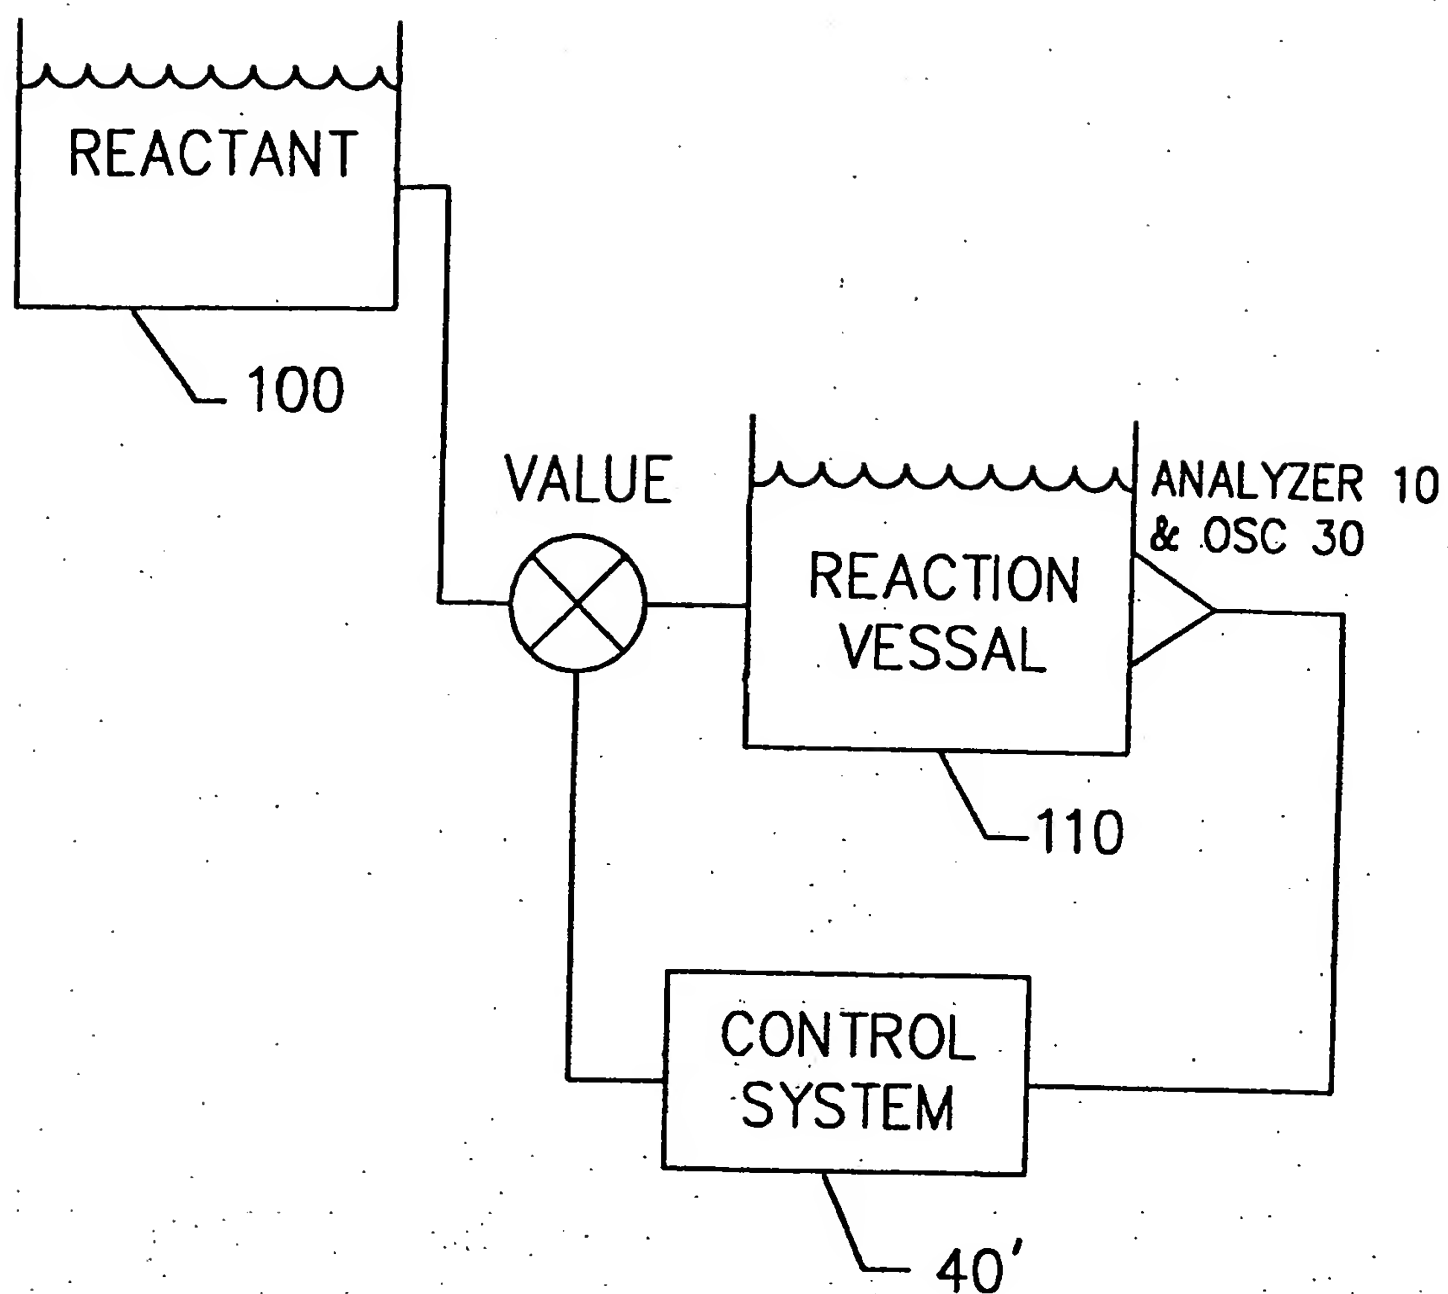 REACTANT
100
VALUE
ANALYZER 10
& OSC 30
REACTION
VESSAL
110
CONTROL
SYSTEM
40'